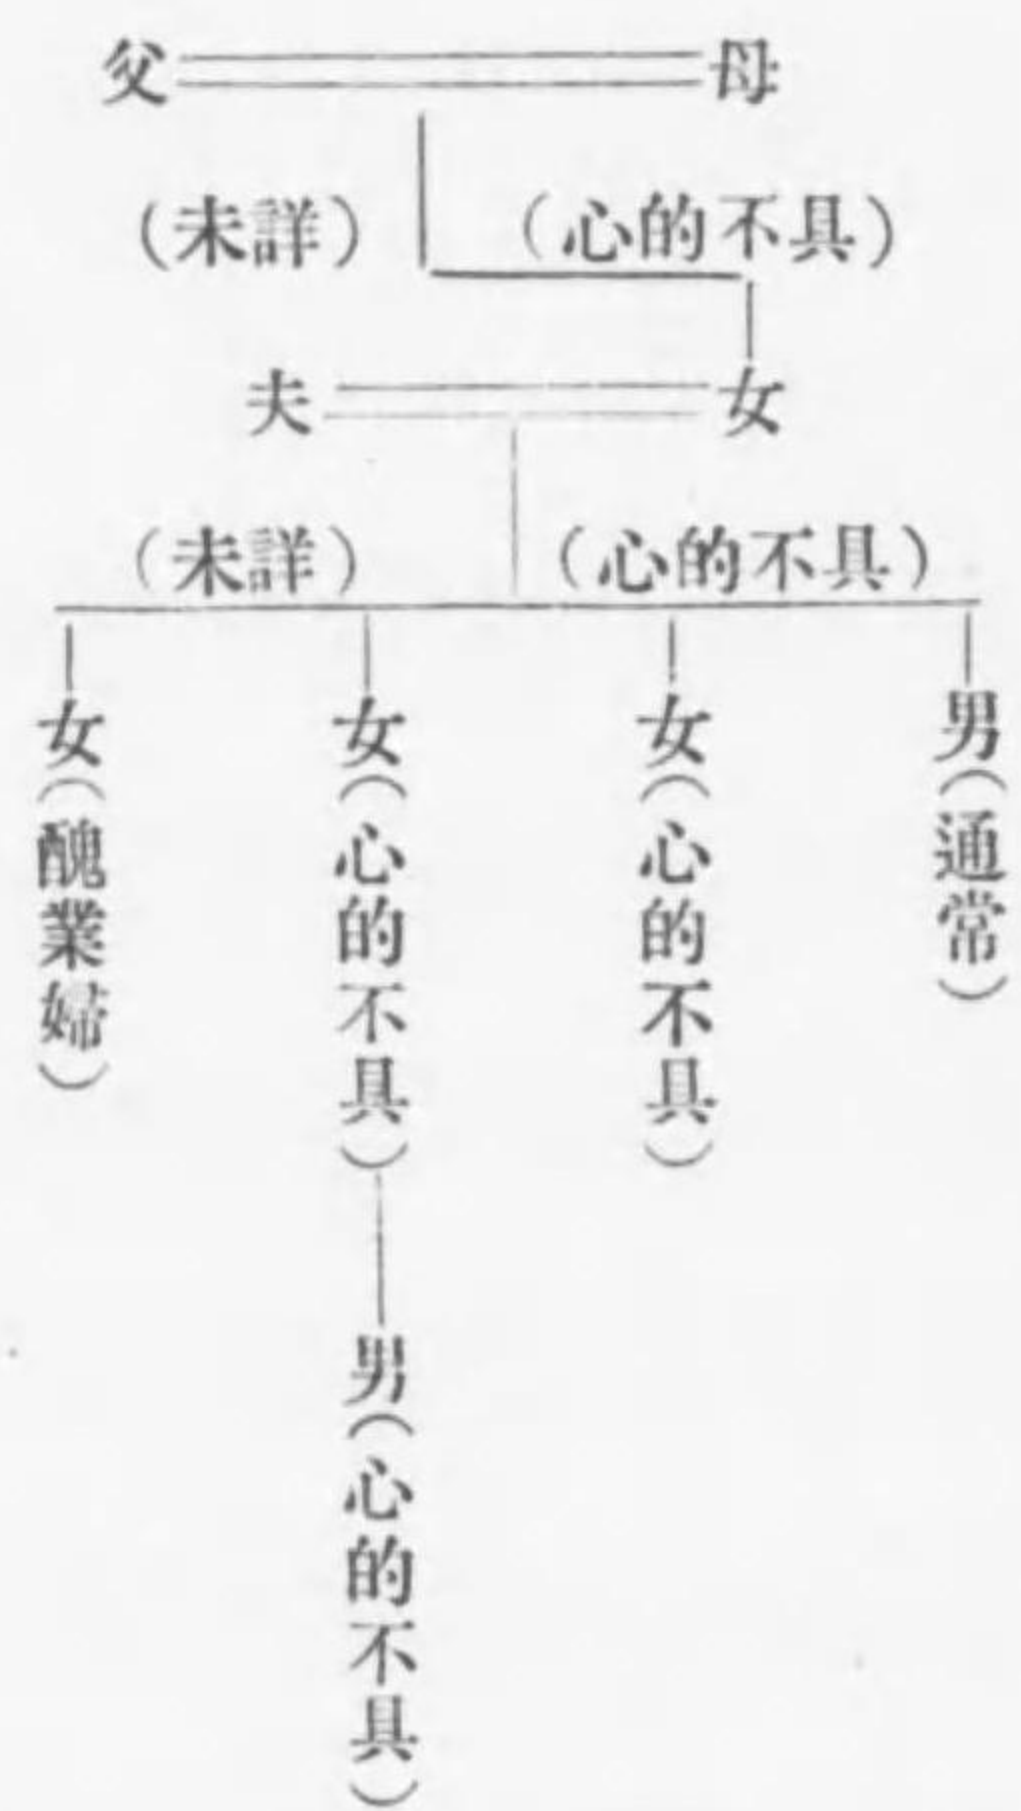 父 母
(未詳) (心的不具)
夫 女
(未詳) (心的不具)
女(醜業婦)
女(心的不具)
女(心的不具)
男(通常)
男(心的不具)